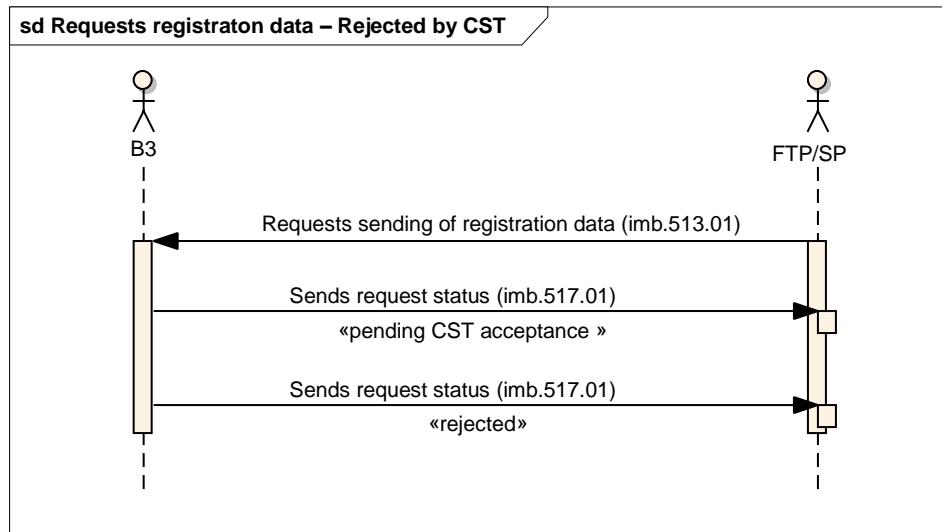 sd Requests registraton data – Rejected by CST
B3
FTP/SP
Requests sending of registration data (imb.513.01)
Sends request status (imb.517.01)
«pending CST acceptance »
Sends request status (imb.517.01)
«rejected»